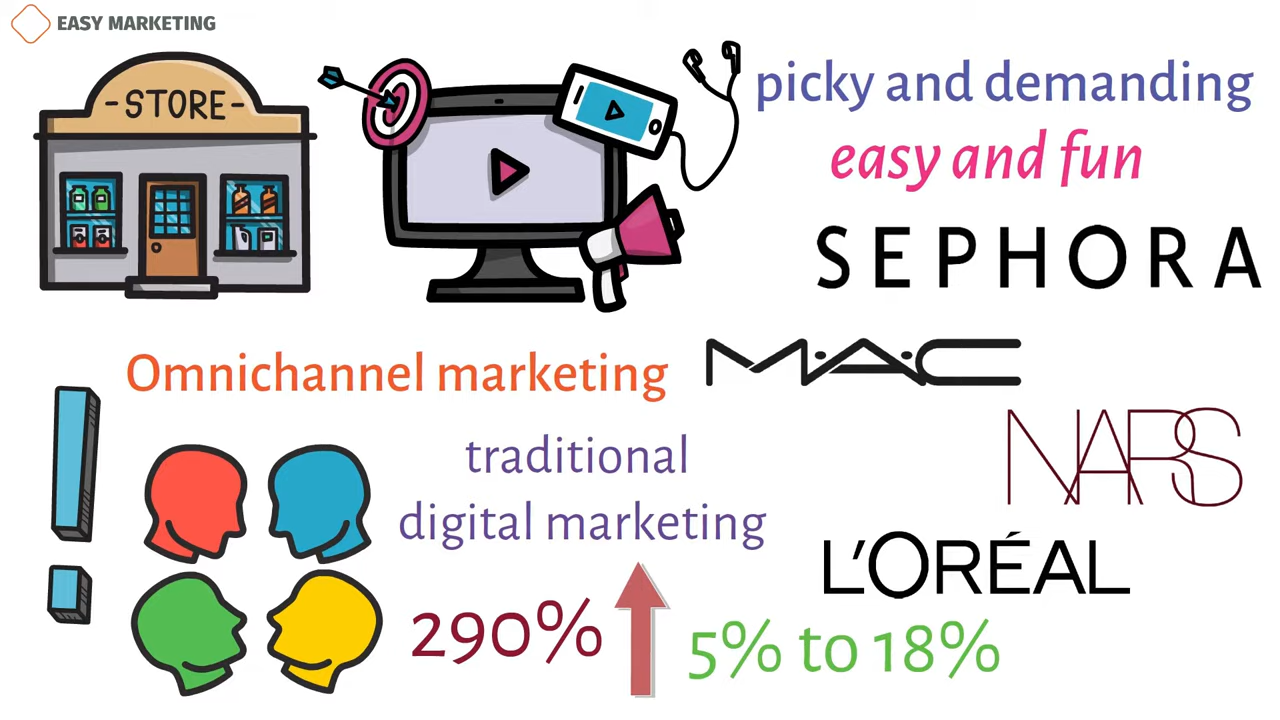 EASY MARKETING
-STORE-
picky and demanding
easy and fun
SEPHORA
Omnichannel marketing
M·A·C
NARS
traditional
digital marketing
L'ORÉAL
290%
5% to 18%